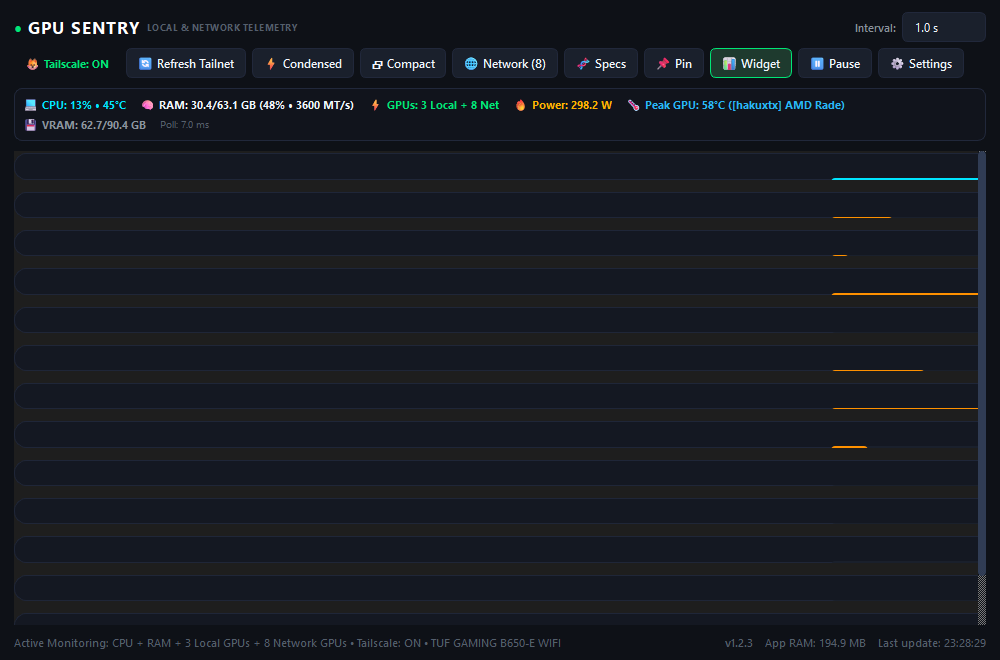 GPU SENTRY LOCAL & NETWORK TELEMETRY Interval: 1.0 s
Tailscale: ON Refresh Tailnet Condensed Compact Network (8) Specs Pin Widget Pause Settings
CPU: 13% • 45°C RAM: 30.4/63.1 GB (48% • 3600 MT/s) GPUs: 3 Local + 8 Net Power: 298.2 W Peak GPU: 58°C ([hakuxtx] AMD Rade)
VRAM: 62.7/90.4 GB Poll: 7.0 ms
Active Monitoring: CPU + RAM + 3 Local GPUs + 8 Network GPUs • Tailscale: ON • TUF GAMING B650-E WIFI v1.2.3 App RAM: 194.9 MB Last update: 23:28:29